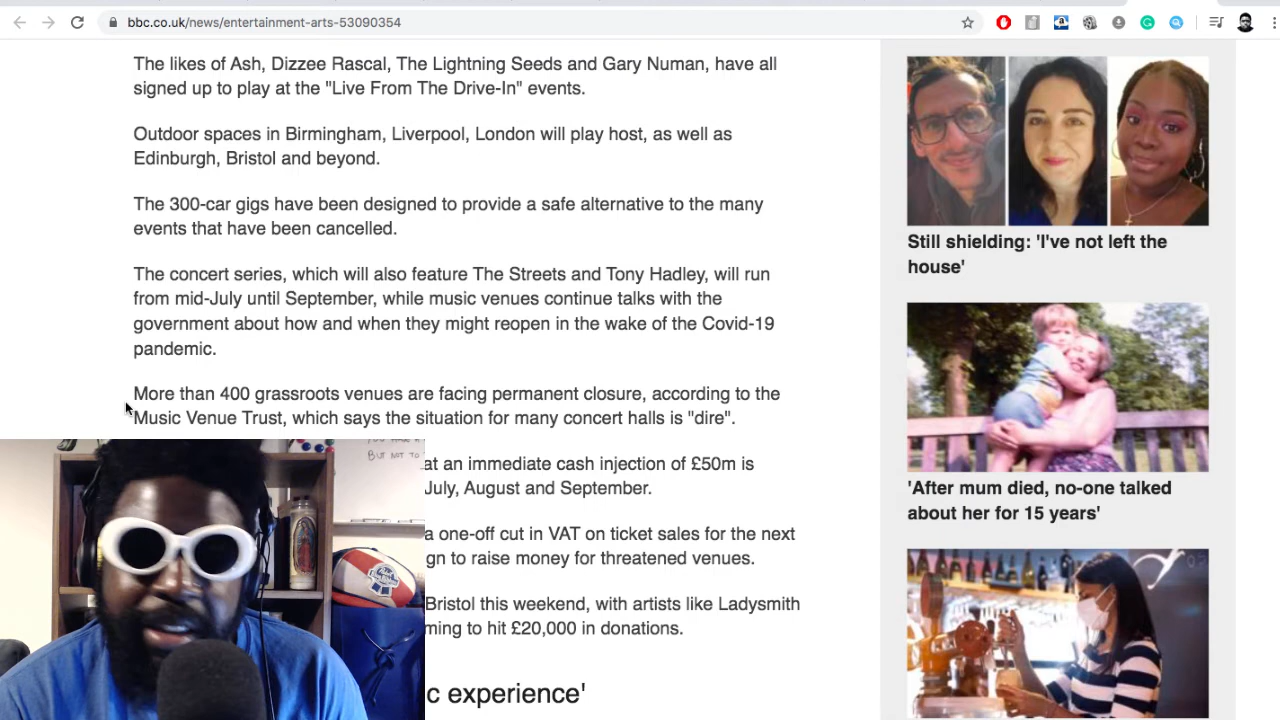 bbc.co.uk/news/entertainment-arts-53090354
The likes of Ash, Dizzee Rascal, The Lightning Seeds and Gary Numan, have all
signed up to play at the "Live From The Drive-In" events.
Outdoor spaces in Birmingham, Liverpool, London will play host, as well as
Edinburgh, Bristol and beyond.
The 300-car gigs have been designed to provide a safe alternative to the many
events that have been cancelled.
The concert series, which will also feature The Streets and Tony Hadley, will run
from mid-July until September, while music venues continue talks with the
government about how and when they might reopen in the wake of the Covid-19
pandemic.
More than 400 grassroots venues are facing permanent closure, according to the
Music Venue Trust, which says the situation for many concert halls is "dire".
at an immediate cash injection of £50m is
July, August and September.
a one-off cut in VAT on ticket sales for the next
gn to raise money for threatened venues.
Bristol this weekend, with artists like Ladysmith
ming to hit £20,000 in donations.
c experience'
BUT NOT TO
Still shielding: 'I've not left the
house'
'After mum died, no-one talked
about her for 15 years'